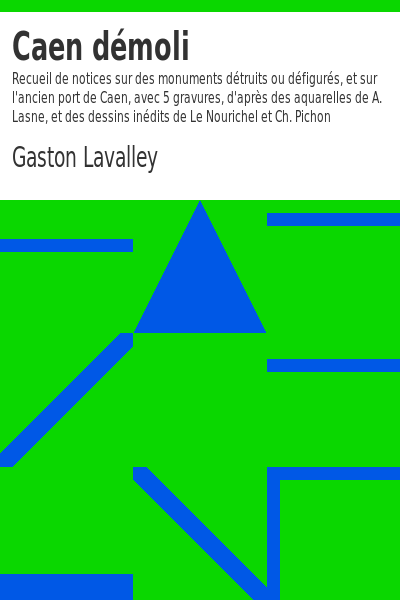 Caen démoli
Recueil de notices sur des monuments détruits ou défigurés, et sur
l'ancien port de Caen, avec 5 gravures, d'après des aquarelles de A.
Lasne, et des dessins inédits de Le Nourichel et Ch. Pichon
Gaston Lavalley